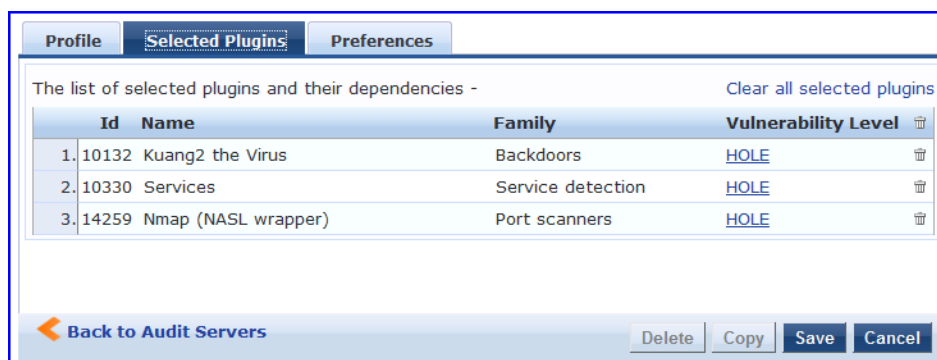 Profile Selected Plugins Preferences
The list of selected plugins and their dependencies - Clear all selected plugins
Id Name Family Vulnerability Level
1. 10132 Kuang2 the Virus Backdoors HOLE
2. 10330 Services Service detection HOLE
3. 14259 Nmap (NASL wrapper) Port scanners HOLE
Back to Audit Servers Delete Copy Save Cancel